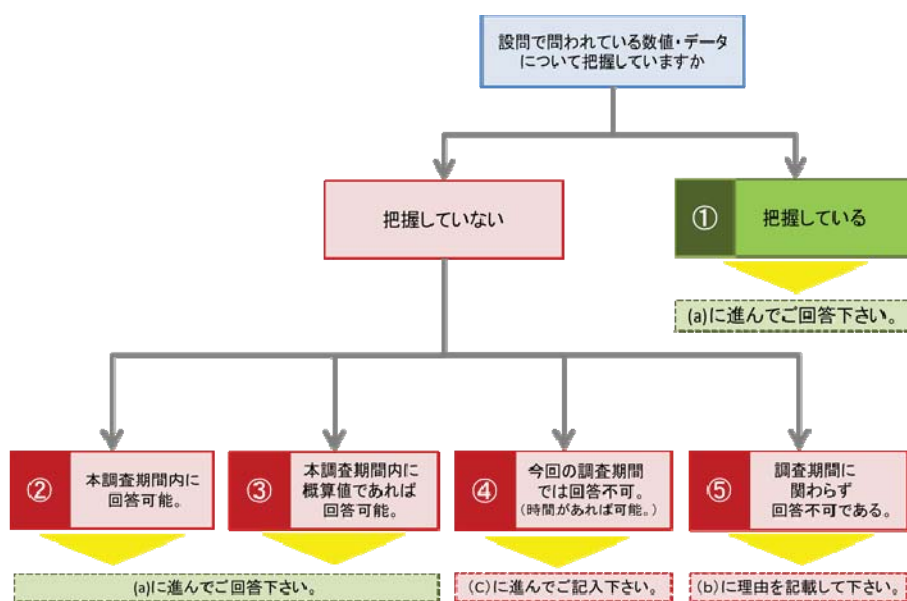 設問で問われている数値・データ
について把握していますか
把握していない
①
把握している
(a)に進んでご回答下さい。
②
本調査期間内に
回答可能。
③
本調査期間内に
概算値であれば
回答可能。
④
今回の調査期間
では回答不可。
(時間があれば可能。)
⑤
調査期間に
関わらず
回答不可である。
(a)に進んでご回答下さい。
(C)に進んでご記入下さい。
(b)に理由を記載して下さい。